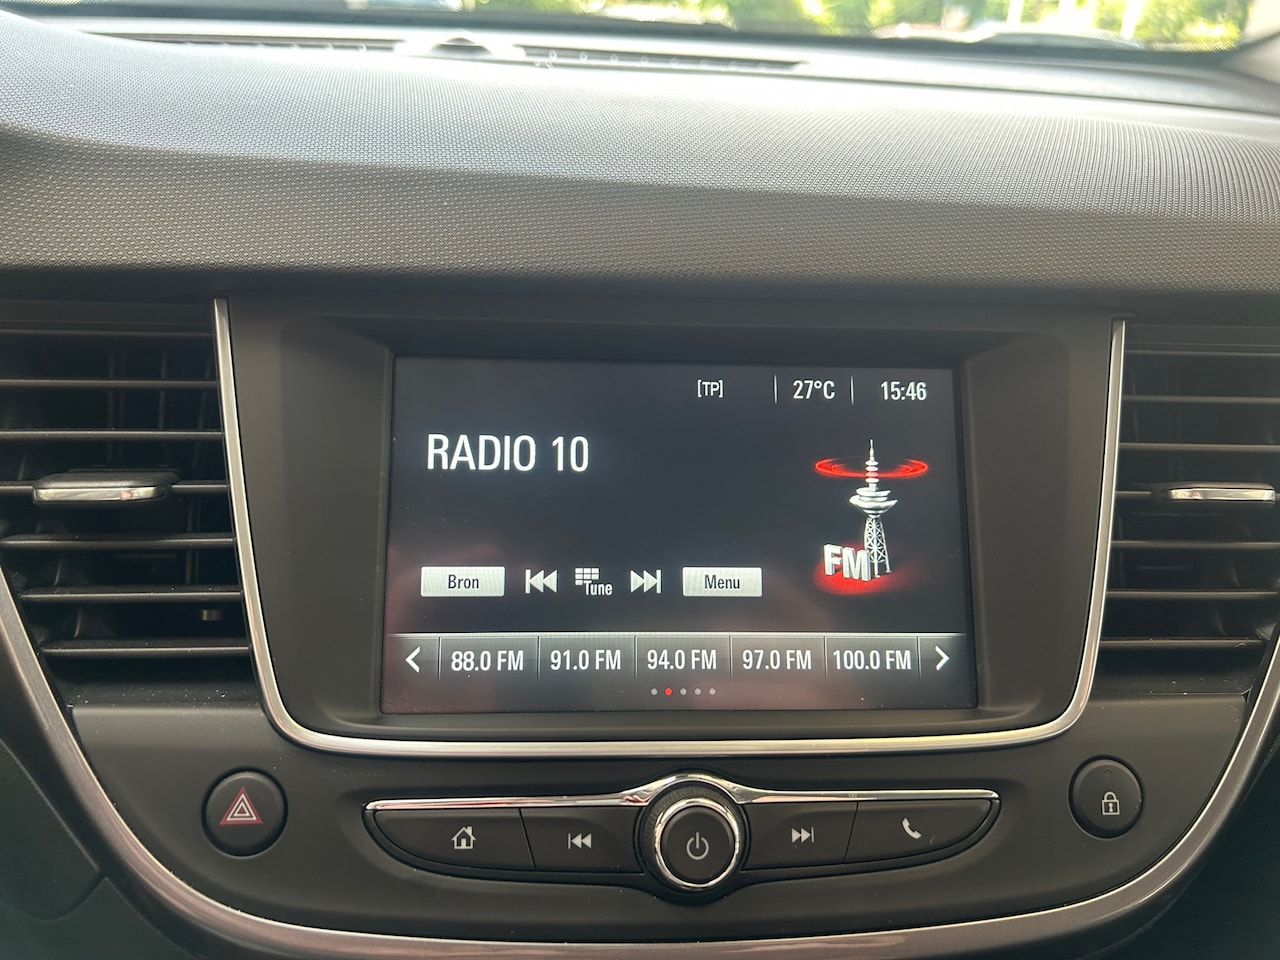 [TP] 27°C 15:46
RADIO 10
FM
Bron Tune Menu
88.0 FM 91.0 FM 94.0 FM 97.0 FM 100.0 FM